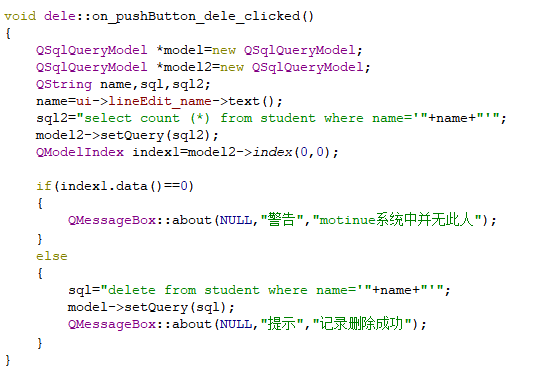 void dele::on_pushButton_dele_clicked()
{
    QSqlQueryModel *model=new QSqlQueryModel;
    QSqlQueryModel *model2=new QSqlQueryModel;
    QString name,sql,sql2;
    name=ui->lineEdit_name->text();
    sql2="select count (*) from student where name='"+name+"'";
    model2->setQuery(sql2);
    QModelIndex index1=model2->index(0,0);

    if(index1.data()==0)
    {
        QMessageBox::about(NULL,"警告","motinue系统中并无此人");
    }
    else
    {
        sql="delete from student where name='"+name+"'";
        model->setQuery(sql);
        QMessageBox::about(NULL,"提示","记录删除成功");
    }
}